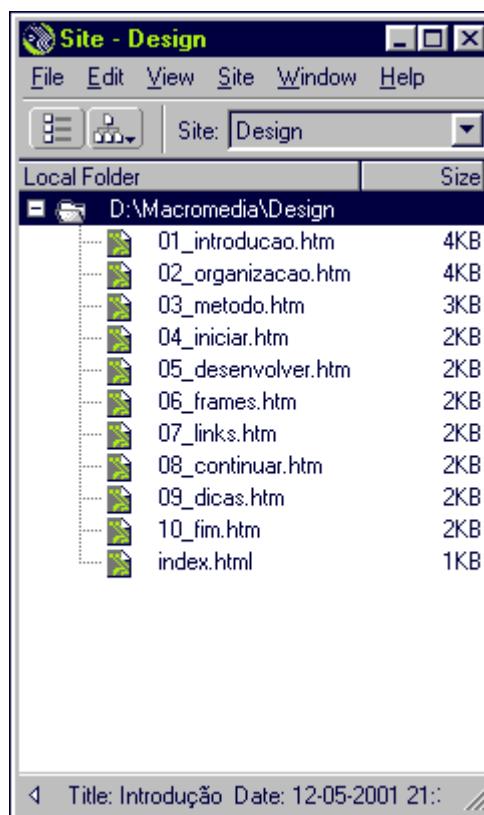 Site - Design
File Edit View Site Window Help
Site: Design
Local Folder Size
D:\Macromedia\Design
01_introducao.htm 4KB
02_organizacao.htm 4KB
03_metodo.htm 3KB
04_iniciar.htm 2KB
05_desenvolver.htm 2KB
06_frames.htm 2KB
07_links.htm 2KB
08_continuar.htm 2KB
09_dicas.htm 2KB
10_fim.htm 2KB
index.html 1KB
Title: Introdução Date: 12-05-2001 21: